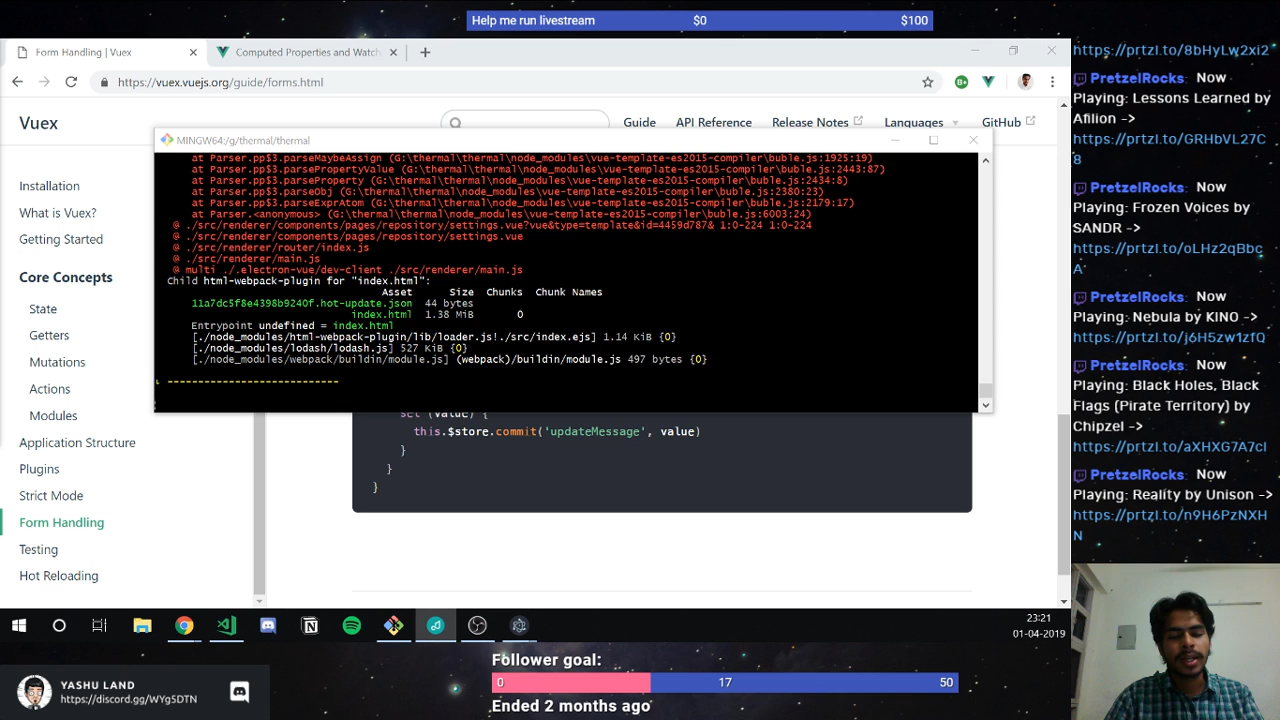 Help me run livestream $0 $100
Form Handling | Vuex
Computed Properties and Watch
https://vuex.vuejs.org/guide/forms.html
Vuex
Guide
API Reference
Release Notes
Languages
GitHub
Installation
What is Vuex?
Getting Started
Core Concepts
State
Getters
Mutations
Actions
Modules
Application Structure
Plugins
Strict Mode
Form Handling
Testing
Hot Reloading
MINGW64:/g/thermal/thermal
at Parser.pp$3.parseMaybeAssign (G:\thermal\thermal\node_modules\vue-template-es2015-compiler\buble.js:1925:19)
at Parser.pp$3.parsePropertyValue (G:\thermal\thermal\node_modules\vue-template-es2015-compiler\buble.js:2443:87)
at Parser.pp$3.parseProperty (G:\thermal\thermal\node_modules\vue-template-es2015-compiler\buble.js:2434:8)
at Parser.pp$3.parseObj (G:\thermal\thermal\node_modules\vue-template-es2015-compiler\buble.js:2380:23)
at Parser.pp$3.parseExprAtom (G:\thermal\thermal\node_modules\vue-template-es2015-compiler\buble.js:2179:17)
at Parser.<anonymous> (G:\thermal\thermal\node_modules\vue-template-es2015-compiler\buble.js:6003:24)
@ ./src/renderer/components/pages/repository/settings.vue?vue&type=template&id=4459d787& 1:0-224 1:0-224
@ ./src/renderer/components/pages/repository/settings.vue
@ ./src/renderer/router/index.js
@ ./src/renderer/main.js
@ multi ./.electron-vue/dev-client ./src/renderer/main.js
Child html-webpack-plugin for "index.html":
Asset Size Chunks Chunk Names
11a7dc5f8e4398b9240f.hot-update.json 44 bytes
index.html 1.38 MiB 0
Entrypoint undefined = index.html
[./node_modules/html-webpack-plugin/lib/loader.js!./src/index.ejs] 1.14 KiB {0}
[./node_modules/lodash/lodash.js] 527 KiB {0}
[./node_modules/webpack/buildin/module.js] (webpack)/buildin/module.js 497 bytes {0}
----------------------------
set (value) {
this.$store.commit('updateMessage', value)
}
}
}
https://prtzl.to/8bHyLw2xi2
PretzelRocks: Now
Playing: Lessons Learned by
Afilion ->
https://prtzl.to/GRHbVL27C
8
PretzelRocks: Now
Playing: Frozen Voices by
SANDR ->
https://prtzl.to/oLHz2qBbc
A
PretzelRocks: Now
Playing: Nebula by KINO ->
https://prtzl.to/j6H5zw1zfQ
PretzelRocks: Now
Playing: Black Holes, Black
Flags (Pirate Territory) by
Chipzel ->
https://prtzl.to/aXHXG7A7cI
PretzelRocks: Now
Playing: Reality by Unison ->
https://prtzl.to/n9H6PzNXH
N
23:21
01-04-2019
YASHU LAND
https://discord.gg/WYg5DTN
Follower goal:
0 17 50
Ended 2 months ago